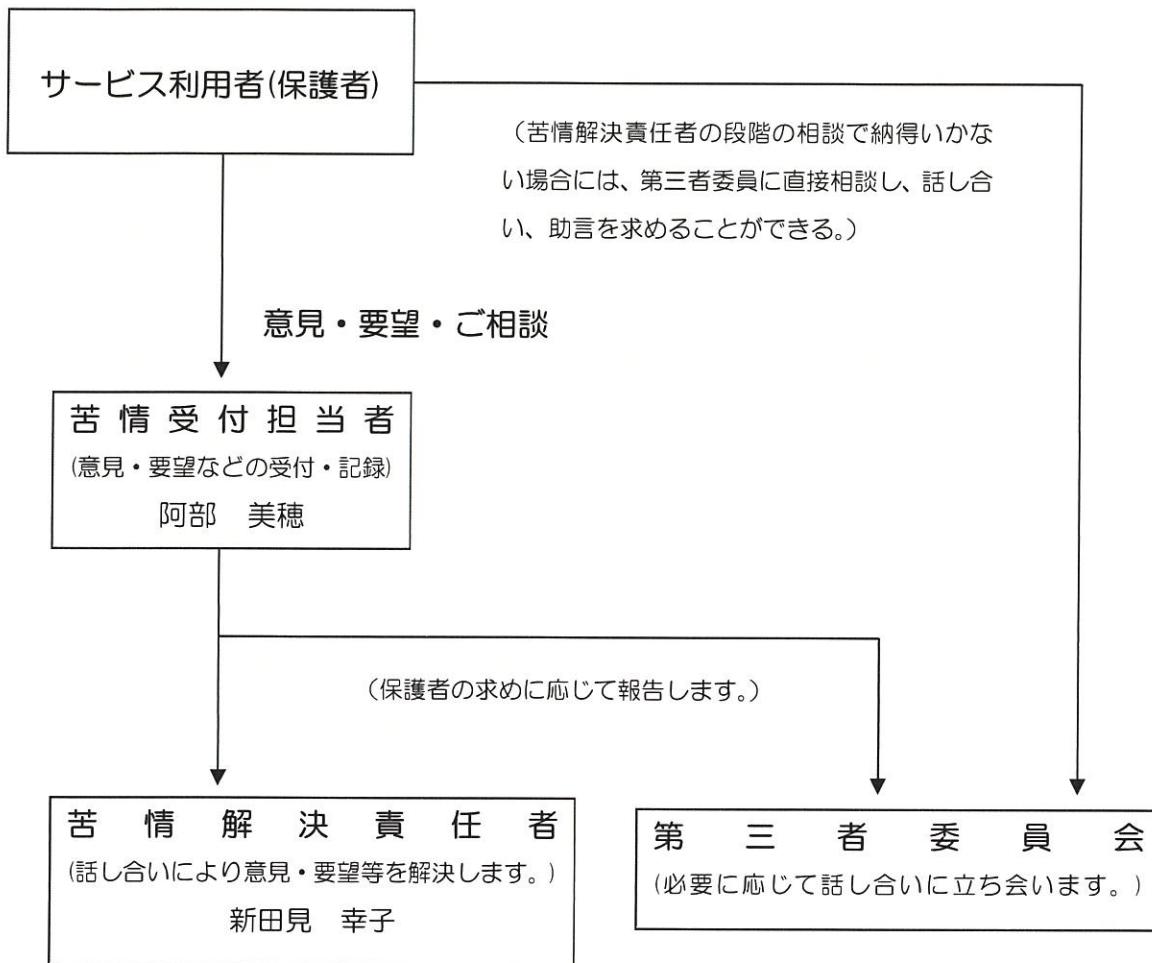 サービス利用者(保護者)
（苦情解決責任者の段階の相談で納得いかな
い場合には、第三者委員に直接相談し、話し合
い、助言を求めることができる。）
意見・要望・ご相談
苦情受付担当者
(意見・要望などの受付・記録)
阿部　美穂
（保護者の求めに応じて報告します。）
苦情解決責任者
(話し合いにより意見・要望等を解決します。)
新田見　幸子
第三者委員会
(必要に応じて話し合いに立ち会います。)